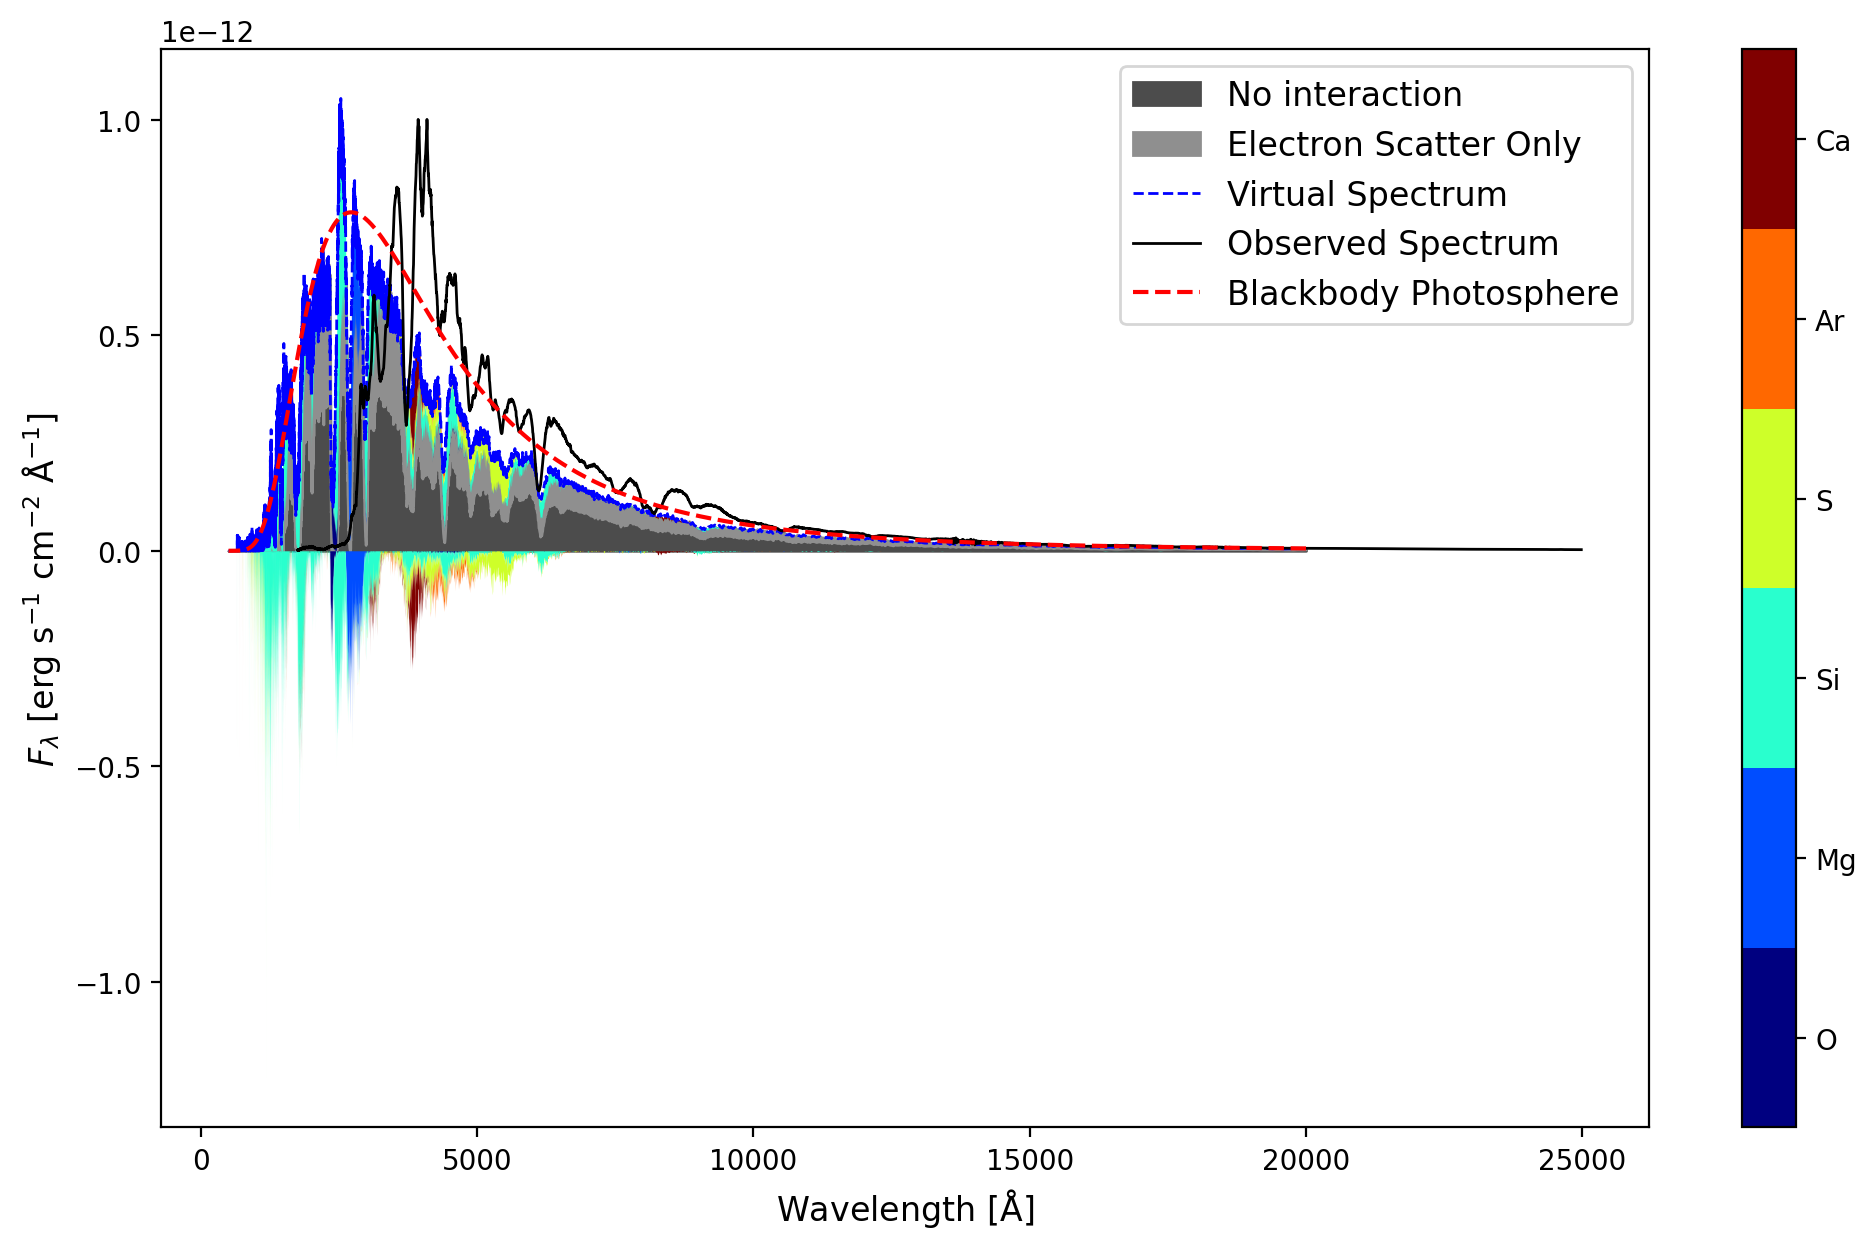 1e−12
1.0
0.5
0.0
−0.5
−1.0
F_λ [erg s⁻¹ cm⁻² Å⁻¹]
0
5000
10000
15000
20000
25000
Wavelength [Å]
No interaction
Electron Scatter Only
Virtual Spectrum
Observed Spectrum
Blackbody Photosphere
Ca
Ar
S
Si
Mg
O